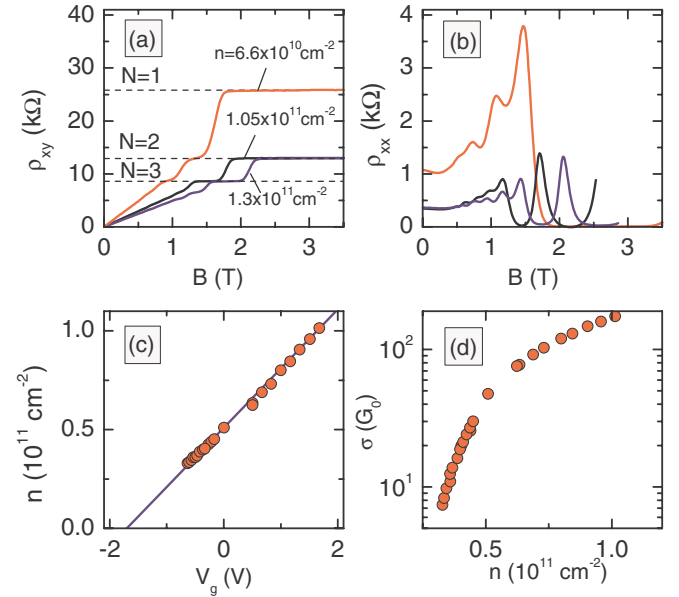 (a)
n=6.6x10¹⁰cm⁻²
N=1
1.05x10¹¹cm⁻²
N=2
N=3
1.3x10¹¹cm⁻²
ρxy (kΩ)
40
30
20
10
0
0 1 2 3
B (T)
(b)
ρxx (kΩ)
4
3
2
1
0
0 1 2 3
B (T)
(c)
n (10¹¹ cm⁻²)
1.0
0.5
0.0
-2 -1 0 1 2
Vg (V)
(d)
σ (G₀)
10²
10¹
0.5 1.0
n (10¹¹ cm⁻²)